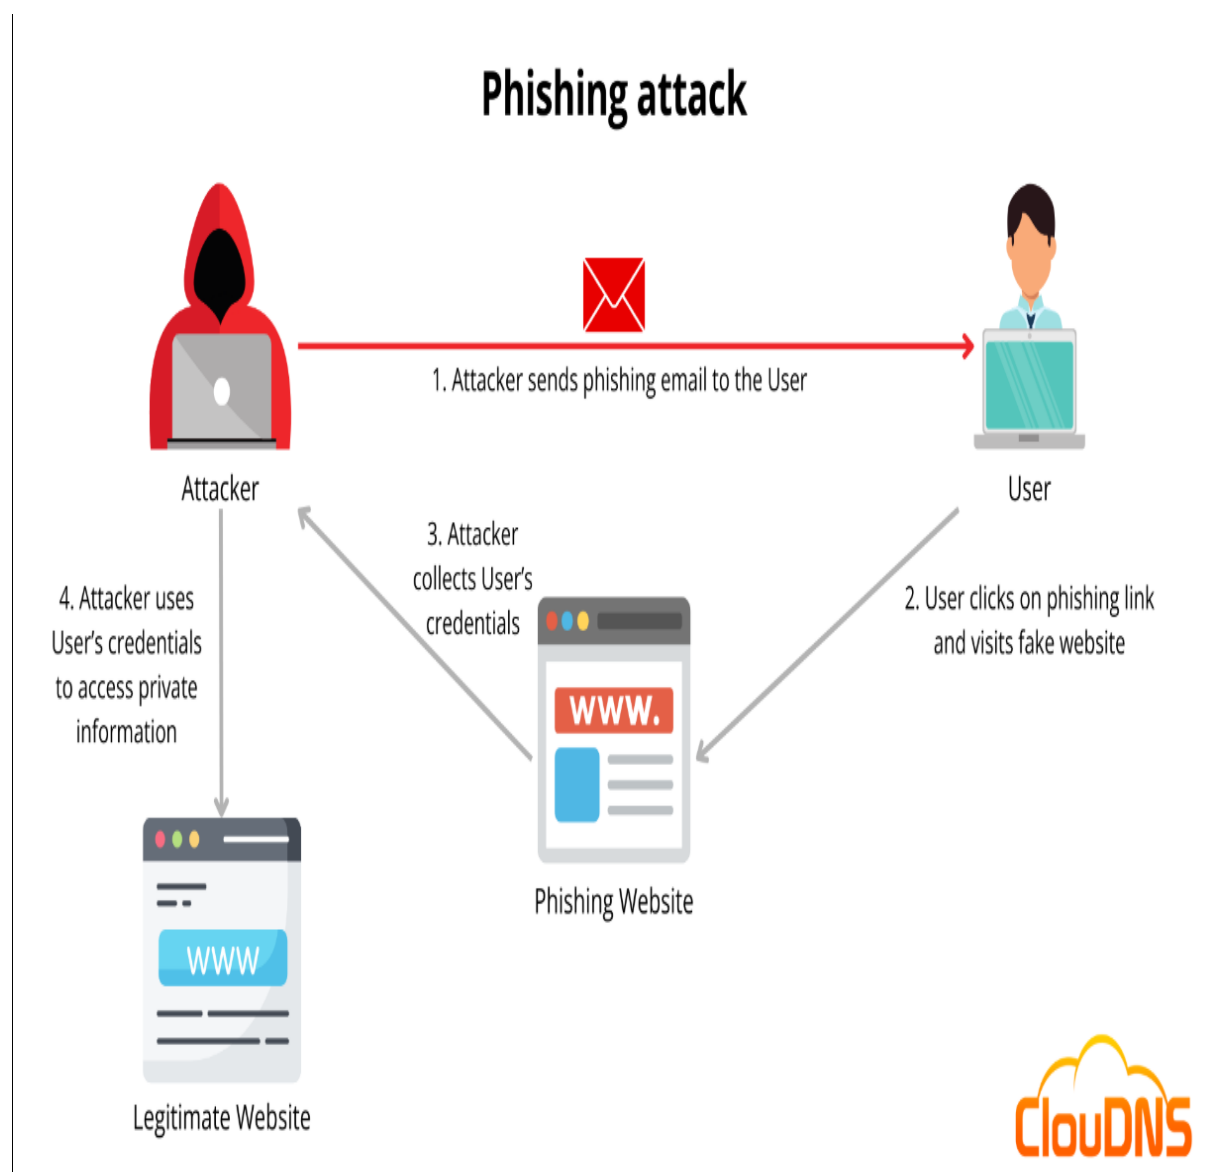 Phishing attack
1. Attacker sends phishing email to the User
Attacker
User
3. Attacker
collects User's
credentials
4. Attacker uses
User's credentials
to access private
information
2. User clicks on phishing link
and visits fake website
www.
Phishing Website
www
Legitimate Website
ClouDNS